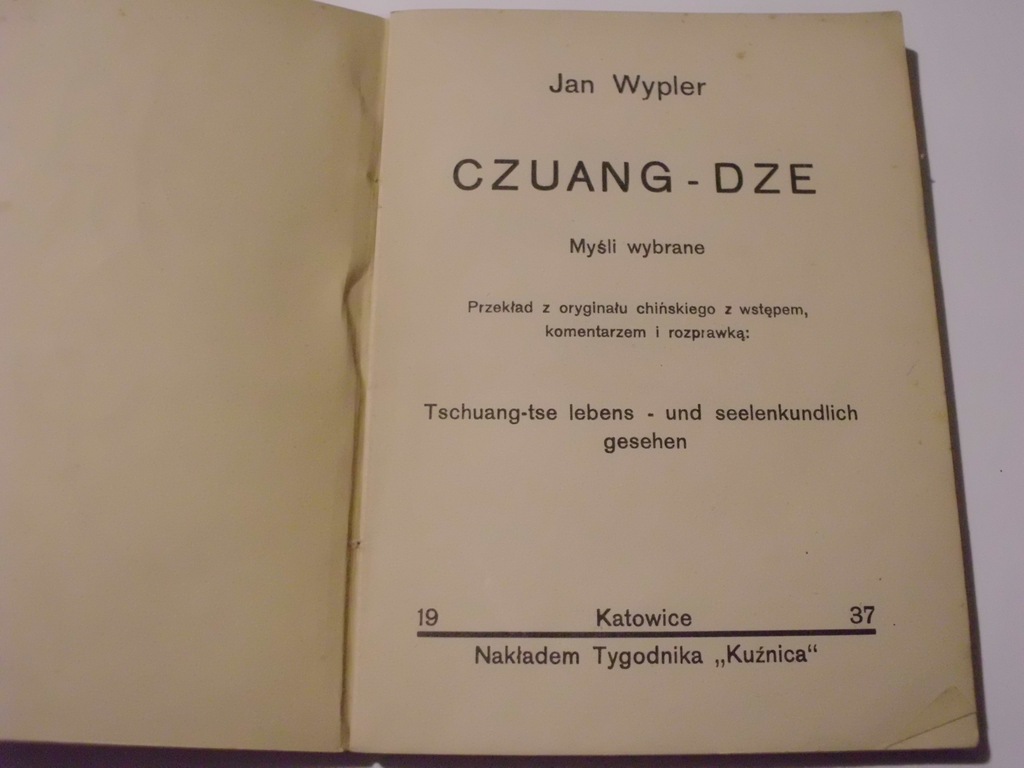 Jan Wypler
CZUANG - DZE
Myśli wybrane
Przekład z oryginału chińskiego z wstępem,
komentarzem i rozprawką:
Tschuang-tse lebens - und seelenkundlich
gesehen
19 Katowice 37
Nakładem Tygodnika „Kuźnica“